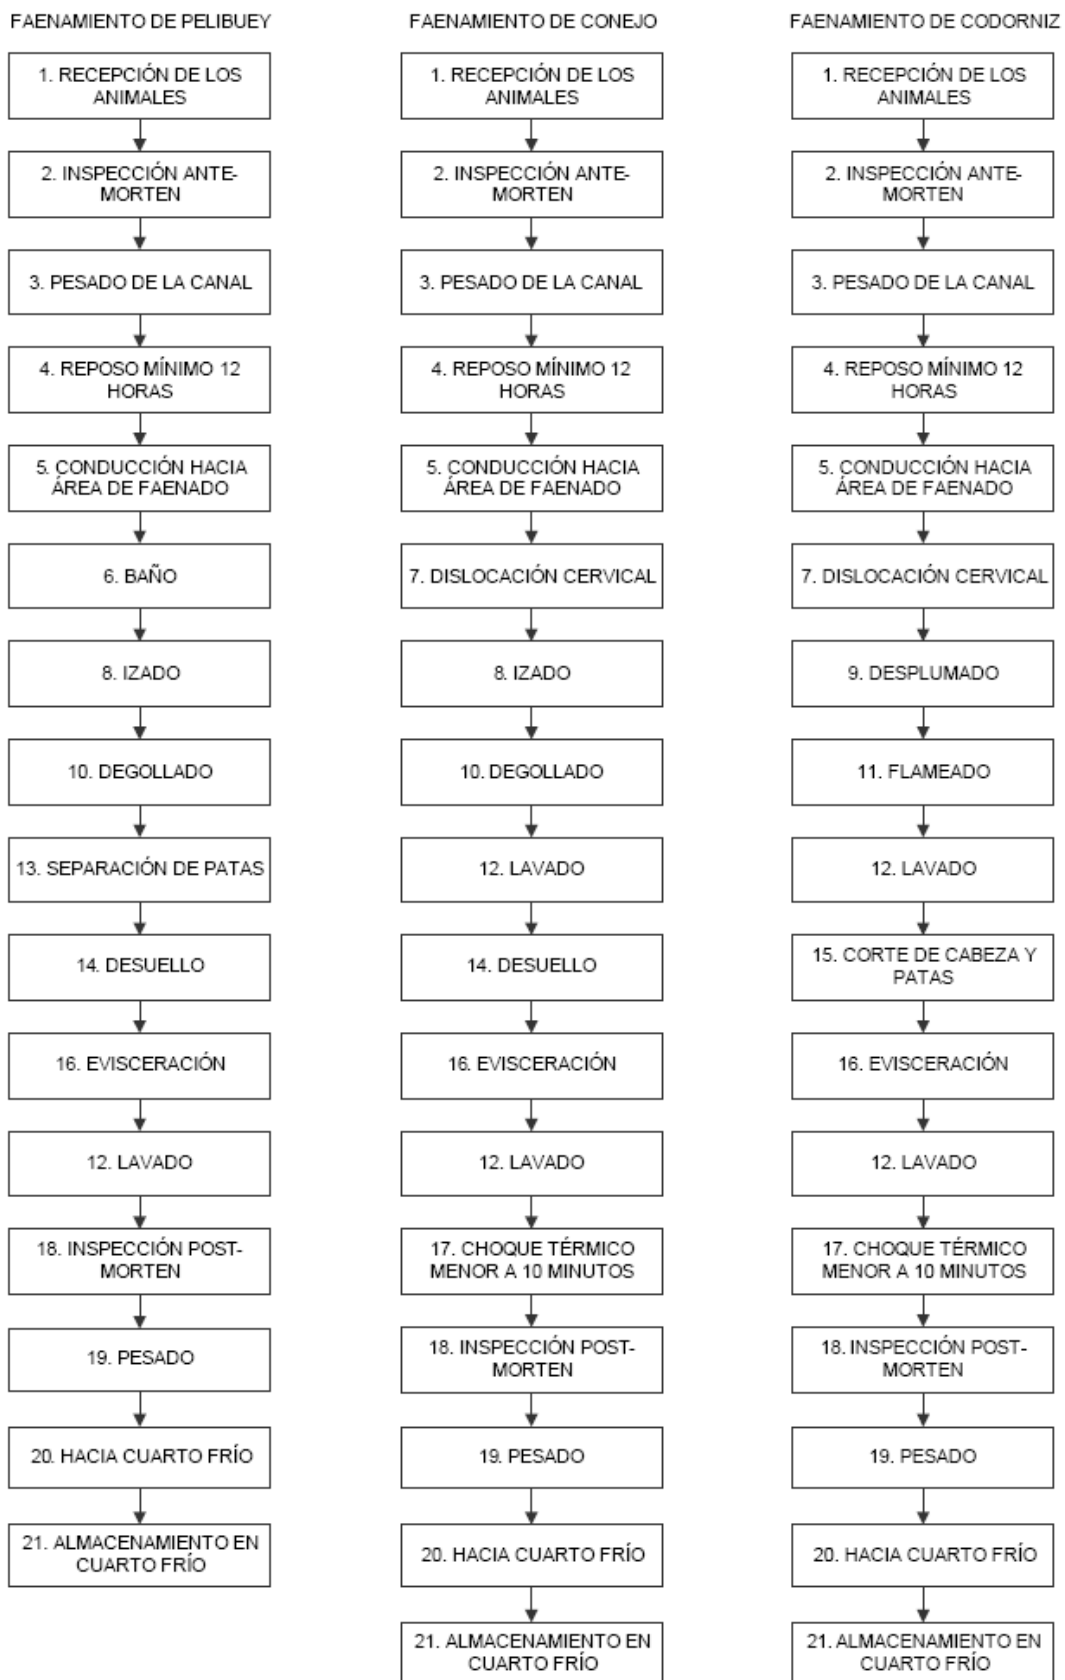 FAENAMIENTO DE PELIBUEY
1. RECEPCIÓN DE LOS
ANIMALES
2. INSPECCIÓN ANTE-
MORTEN
3. PESADO DE LA CANAL
4. REPOSO MÍNIMO 12
HORAS
5. CONDUCCIÓN HACIA
ÁREA DE FAENADO
6. BAÑO
8. IZADO
10. DEGOLLADO
13. SEPARACIÓN DE PATAS
14. DESUELLO
16. EVISCERACIÓN
12. LAVADO
18. INSPECCIÓN POST-
MORTEN
19. PESADO
20. HACIA CUARTO FRÍO
21. ALMACENAMIENTO EN
CUARTO FRÍO
FAENAMIENTO DE CONEJO
1. RECEPCIÓN DE LOS
ANIMALES
2. INSPECCIÓN ANTE-
MORTEN
3. PESADO DE LA CANAL
4. REPOSO MÍNIMO 12
HORAS
5. CONDUCCIÓN HACIA
ÁREA DE FAENADO
7. DISLOCACIÓN CERVICAL
8. IZADO
10. DEGOLLADO
12. LAVADO
14. DESUELLO
16. EVISCERACIÓN
12. LAVADO
17. CHOQUE TÉRMICO
MENOR A 10 MINUTOS
18. INSPECCIÓN POST-
MORTEN
19. PESADO
20. HACIA CUARTO FRÍO
21. ALMACENAMIENTO EN
CUARTO FRÍO
FAENAMIENTO DE CODORNIZ
1. RECEPCIÓN DE LOS
ANIMALES
2. INSPECCIÓN ANTE-
MORTEN
3. PESADO DE LA CANAL
4. REPOSO MÍNIMO 12
HORAS
5. CONDUCCIÓN HACIA
ÁREA DE FAENADO
7. DISLOCACIÓN CERVICAL
9. DESPLUMADO
11. FLAMEADO
12. LAVADO
15. CORTE DE CABEZA Y
PATAS
16. EVISCERACIÓN
12. LAVADO
17. CHOQUE TÉRMICO
MENOR A 10 MINUTOS
18. INSPECCIÓN POST-
MORTEN
19. PESADO
20. HACIA CUARTO FRÍO
21. ALMACENAMIENTO EN
CUARTO FRÍO